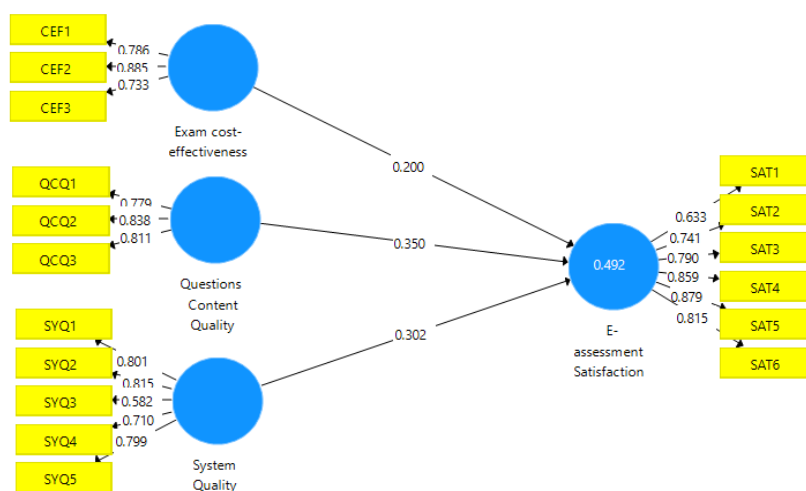 CEF1
0.786
CEF2
0.885
CEF3
0.733
Exam cost-
effectiveness
0.200
QCQ1
0.779
QCQ2
0.838
QCQ3
0.811
Questions
Content
Quality
0.350
SYQ1
0.801
SYQ2
0.815
SYQ3
0.582
SYQ4
0.710
SYQ5
0.799
System
Quality
0.302
0.492
E-
assessment
Satisfaction
SAT1
0.633
SAT2
0.741
SAT3
0.790
SAT4
0.859
SAT5
0.879
SAT6
0.815